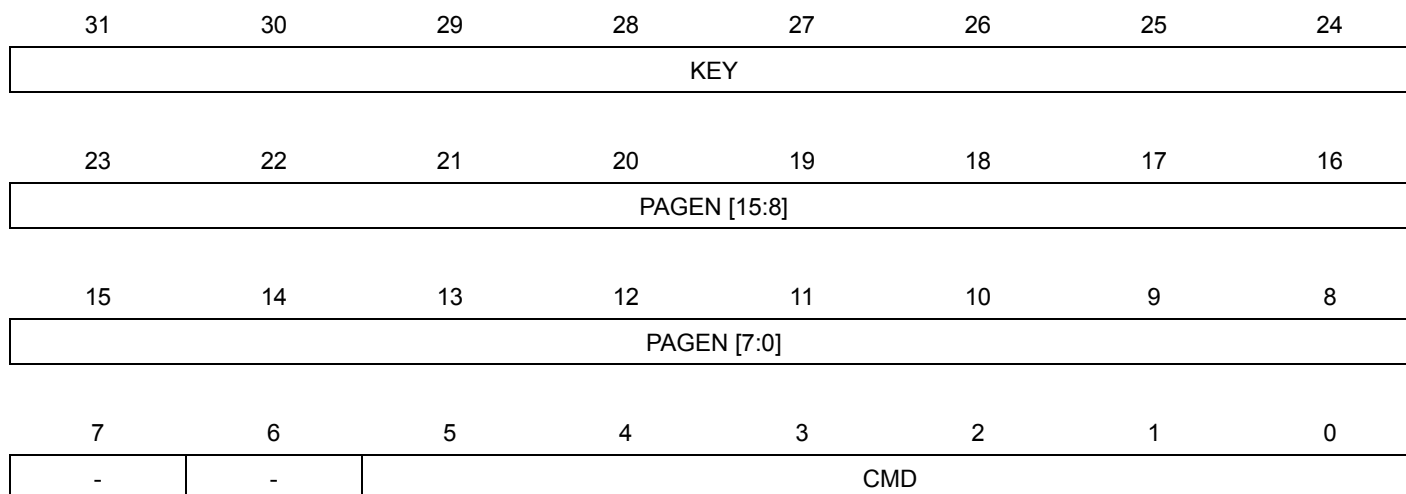 31 30 29 28 27 26 25 24
KEY
23 22 21 20 19 18 17 16
PAGEN [15:8]
15 14 13 12 11 10 9 8
PAGEN [7:0]
7 6 5 4 3 2 1 0
- - CMD